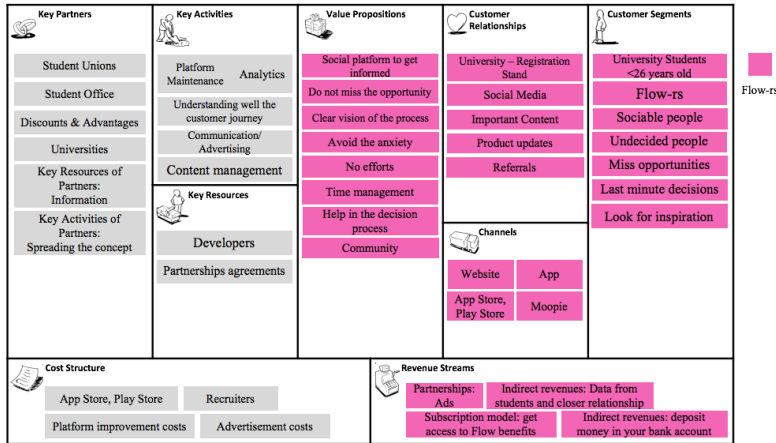 Key Partners
Student Unions
Student Office
Discounts & Advantages
Universities
Key Resources of
Partners:
Information
Key Activities of
Partners:
Spreading the concept
Key Activities
Platform
Maintenance
Analytics
Understanding well the
customer journey
Communication/
Advertising
Content management
Key Resources
Developers
Partnerships agreements
Value Propositions
Social platform to get
informed
Do not miss the opportunity
Clear vision of the process
Avoid the anxiety
No efforts
Time management
Help in the decision
process
Community
Customer
Relationships
University – Registration
Stand
Social Media
Important Content
Product updates
Referrals
Channels
Website
App
App Store,
Play Store
Moopie
Customer Segments
University Students
<26 years old
Flow-rs
Sociable people
Undecided people
Miss opportunities
Last minute decisions
Look for inspiration
Flow-rs
Cost Structure
App Store, Play Store
Recruiters
Platform improvement costs
Advertisement costs
Revenue Streams
Partnerships:
Ads
Indirect revenues: Data from
students and closer relationship
Subscription model: get
access to Flow benefits
Indirect revenues: deposit
money in your bank account